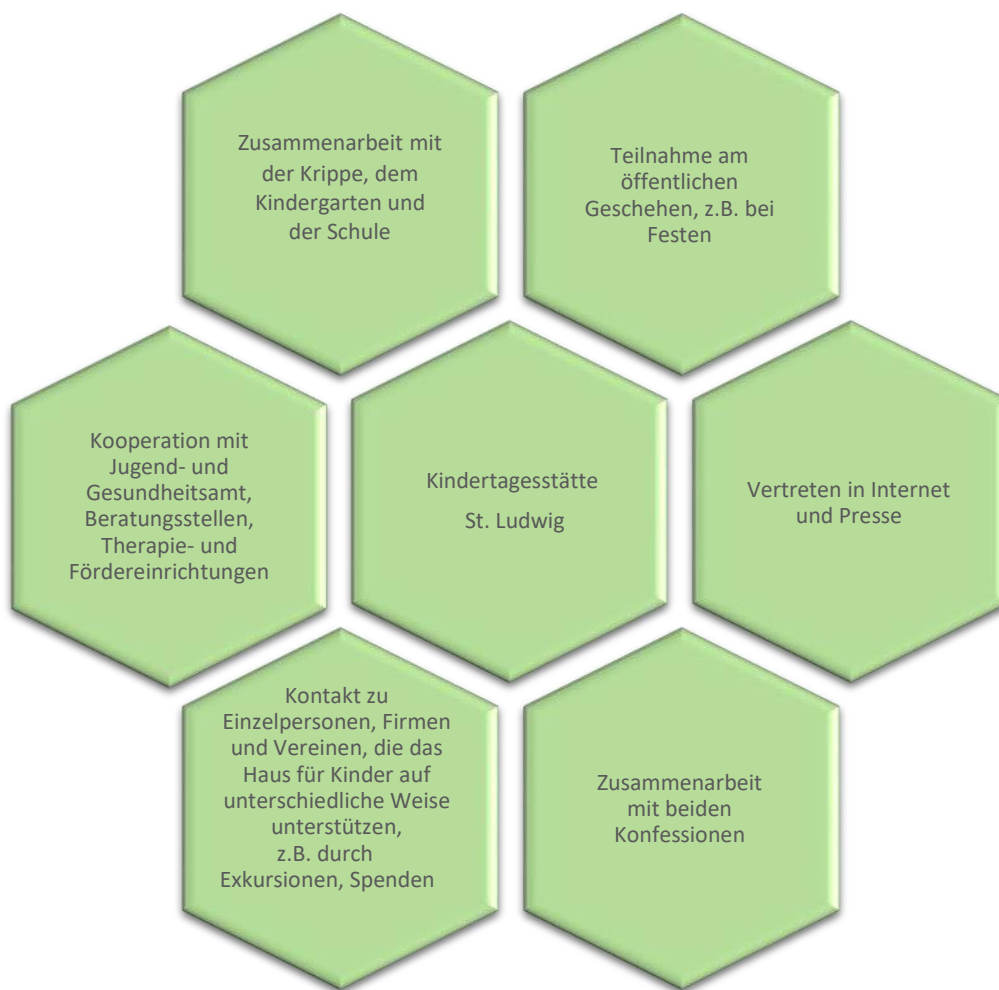 Zusammenarbeit mit
der Krippe, dem
Kindergarten und
der Schule
Teilnahme am
öffentlichen
Geschehen, z.B. bei
Festen
Kooperation mit
Jugend- und
Gesundheitsamt,
Beratungsstellen,
Therapie- und
Fördereinrichtungen
Kindertagesstätte
St. Ludwig
Vertreten in Internet
und Presse
Kontakt zu
Einzelpersonen, Firmen
und Vereinen, die das
Haus für Kinder auf
unterschiedliche Weise
unterstützen,
z.B. durch
Exkursionen, Spenden
Zusammenarbeit
mit beiden
Konfessionen